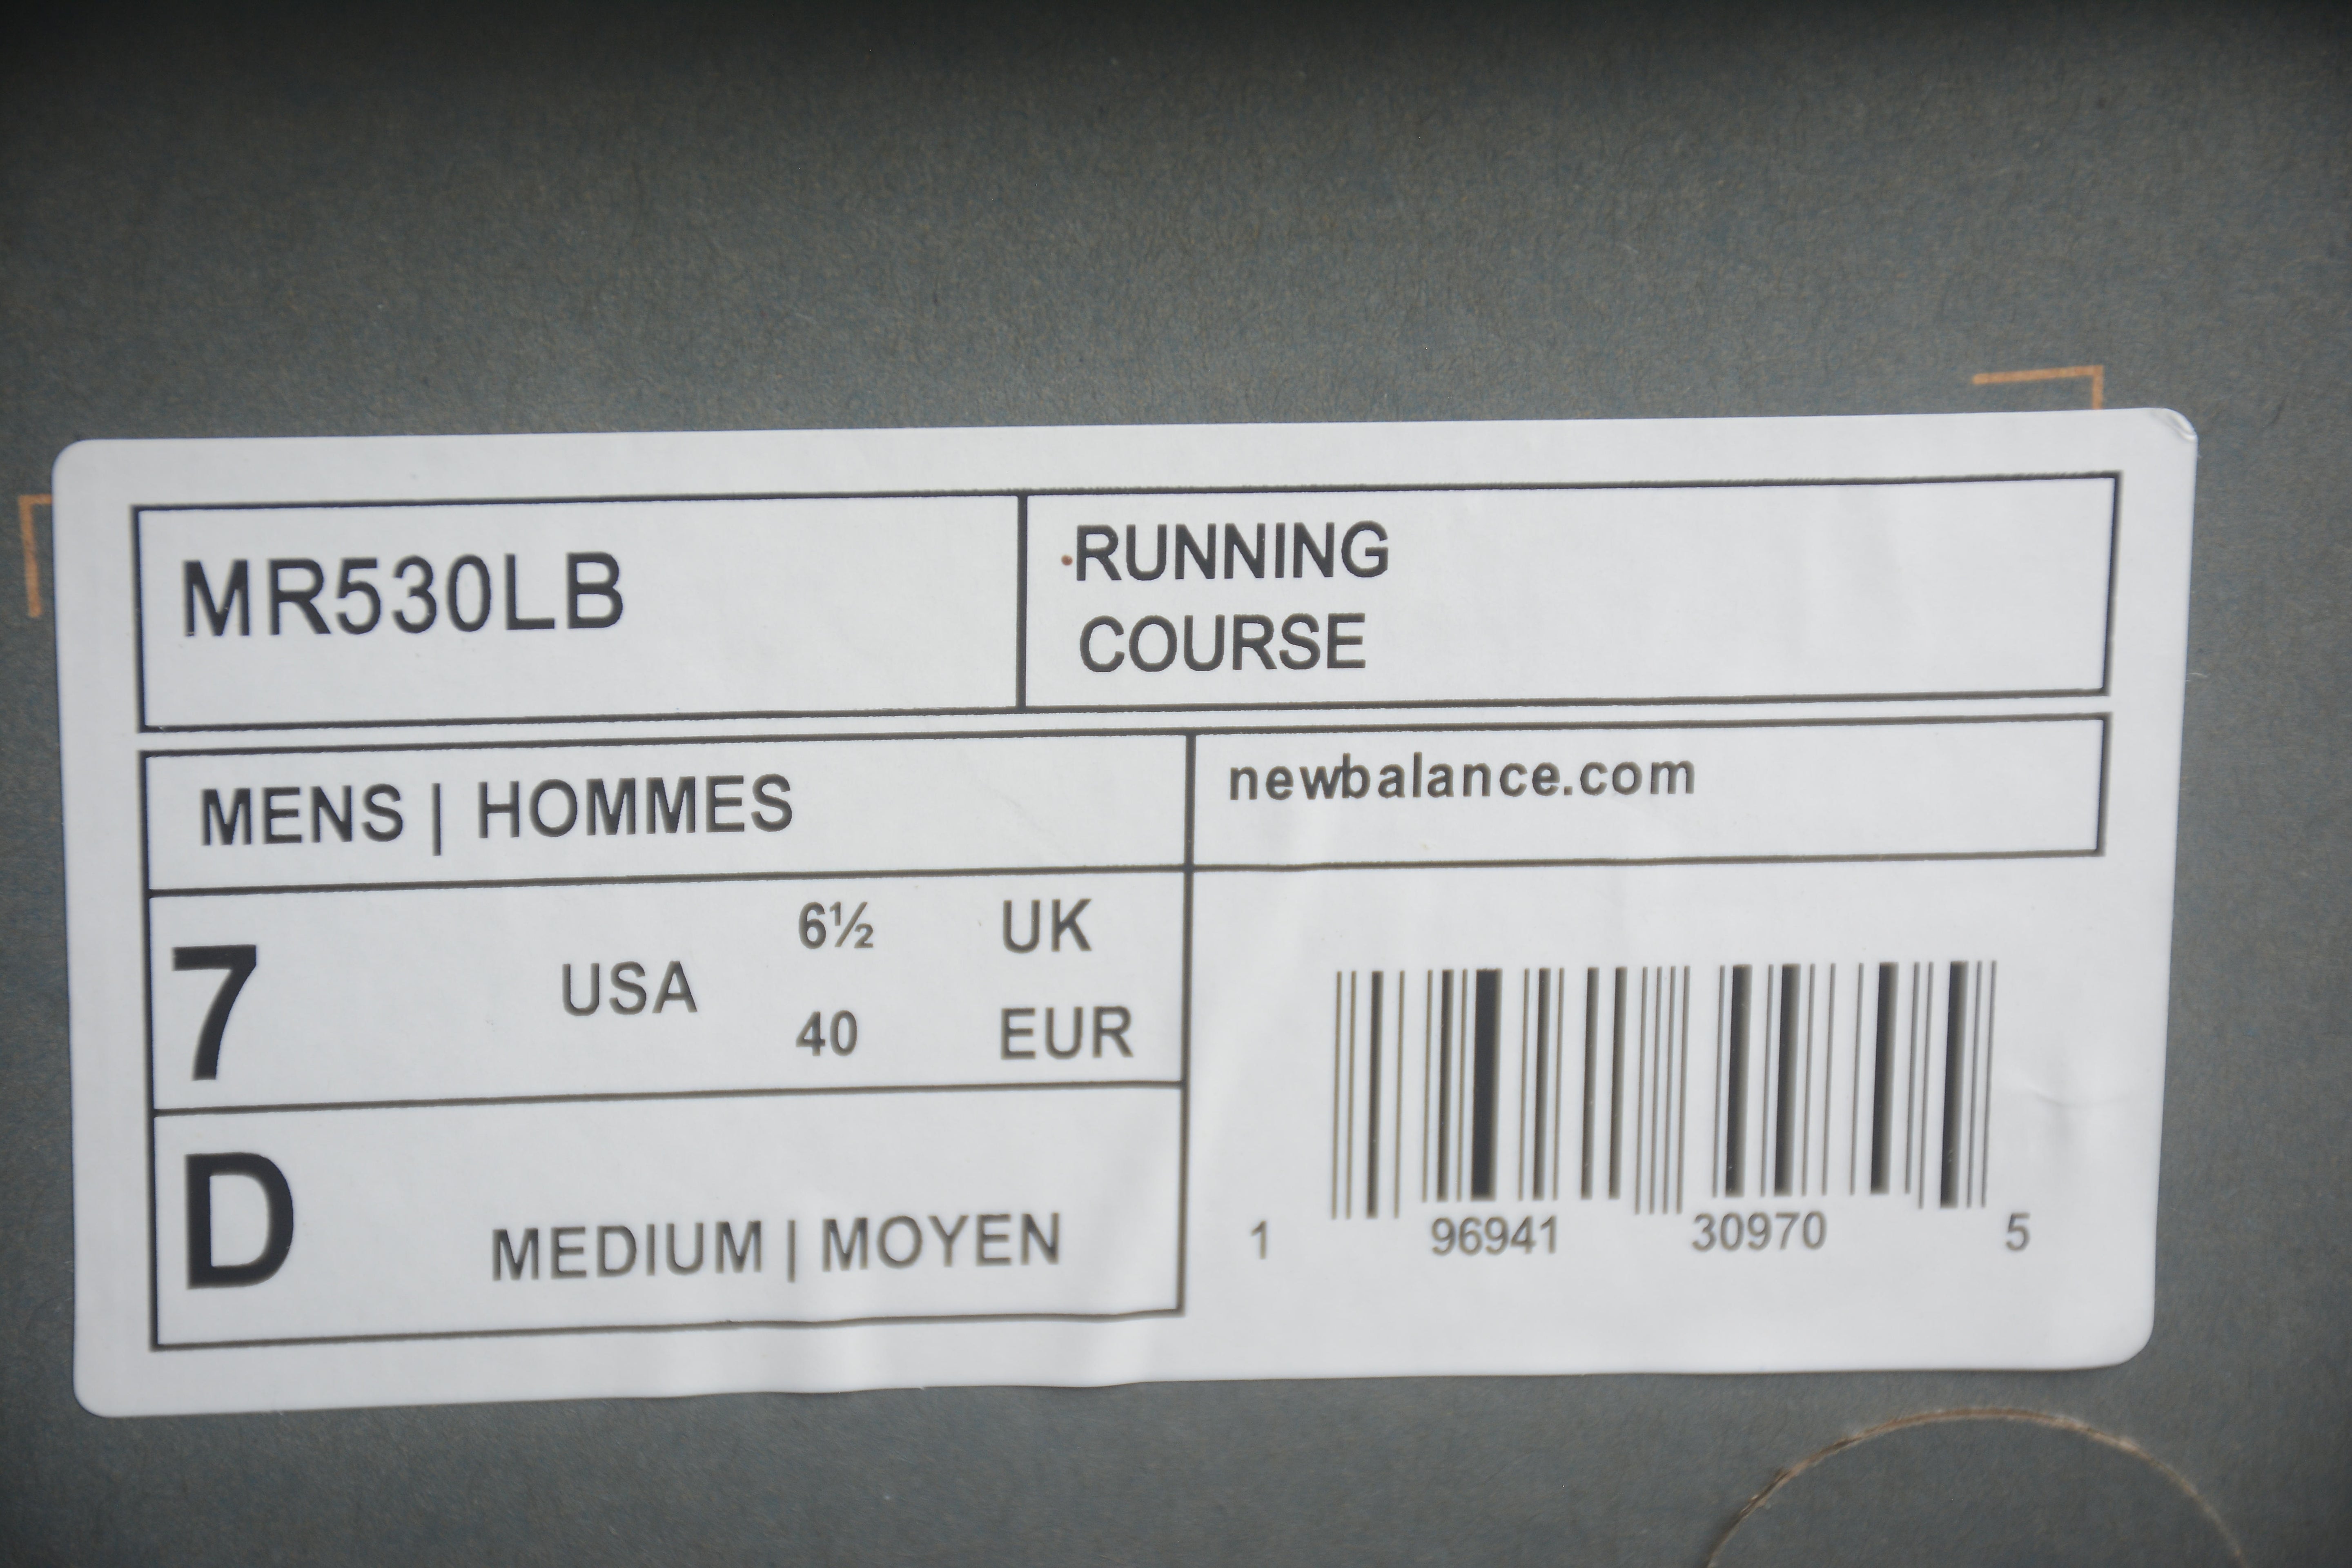 MR530LB
RUNNING
COURSE
MENS | HOMMES
newbalance.com
7 USA
6½ UK
40 EUR
D MEDIUM | MOYEN
1 96941 30970 5